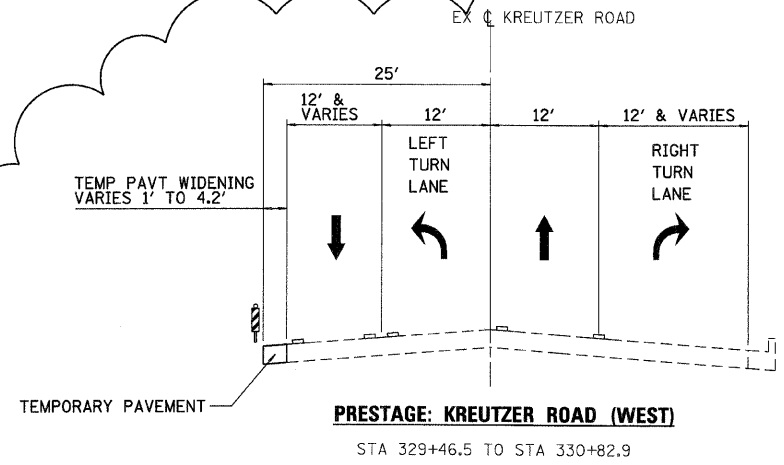 EX ℄ KREUTZER ROAD
25'
12' &
VARIES
12'
12'
12' & VARIES
LEFT
TURN
LANE
RIGHT
TURN
LANE
TEMP PAVT WIDENING
VARIES 1' TO 4.2'
TEMPORARY PAVEMENT
PRESTAGE: KREUTZER ROAD (WEST)
STA 329+46.5 TO STA 330+82.9